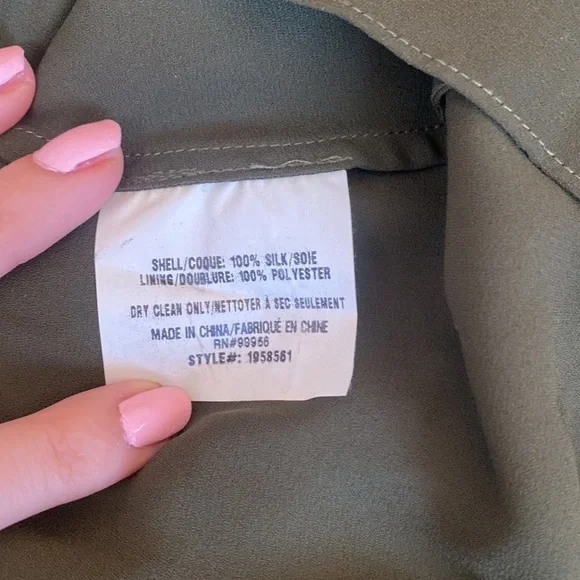 SHELL/COQUE: 100% SILK/SOIE
LINING/DOUBLURE: 100% POLYESTER
DRY CLEAN ONLY/NETTOYER À SEC SEULEMENT
MADE IN CHINA/FABRIQUÉ EN CHINE
RN#99966
STYLE#: 1958561